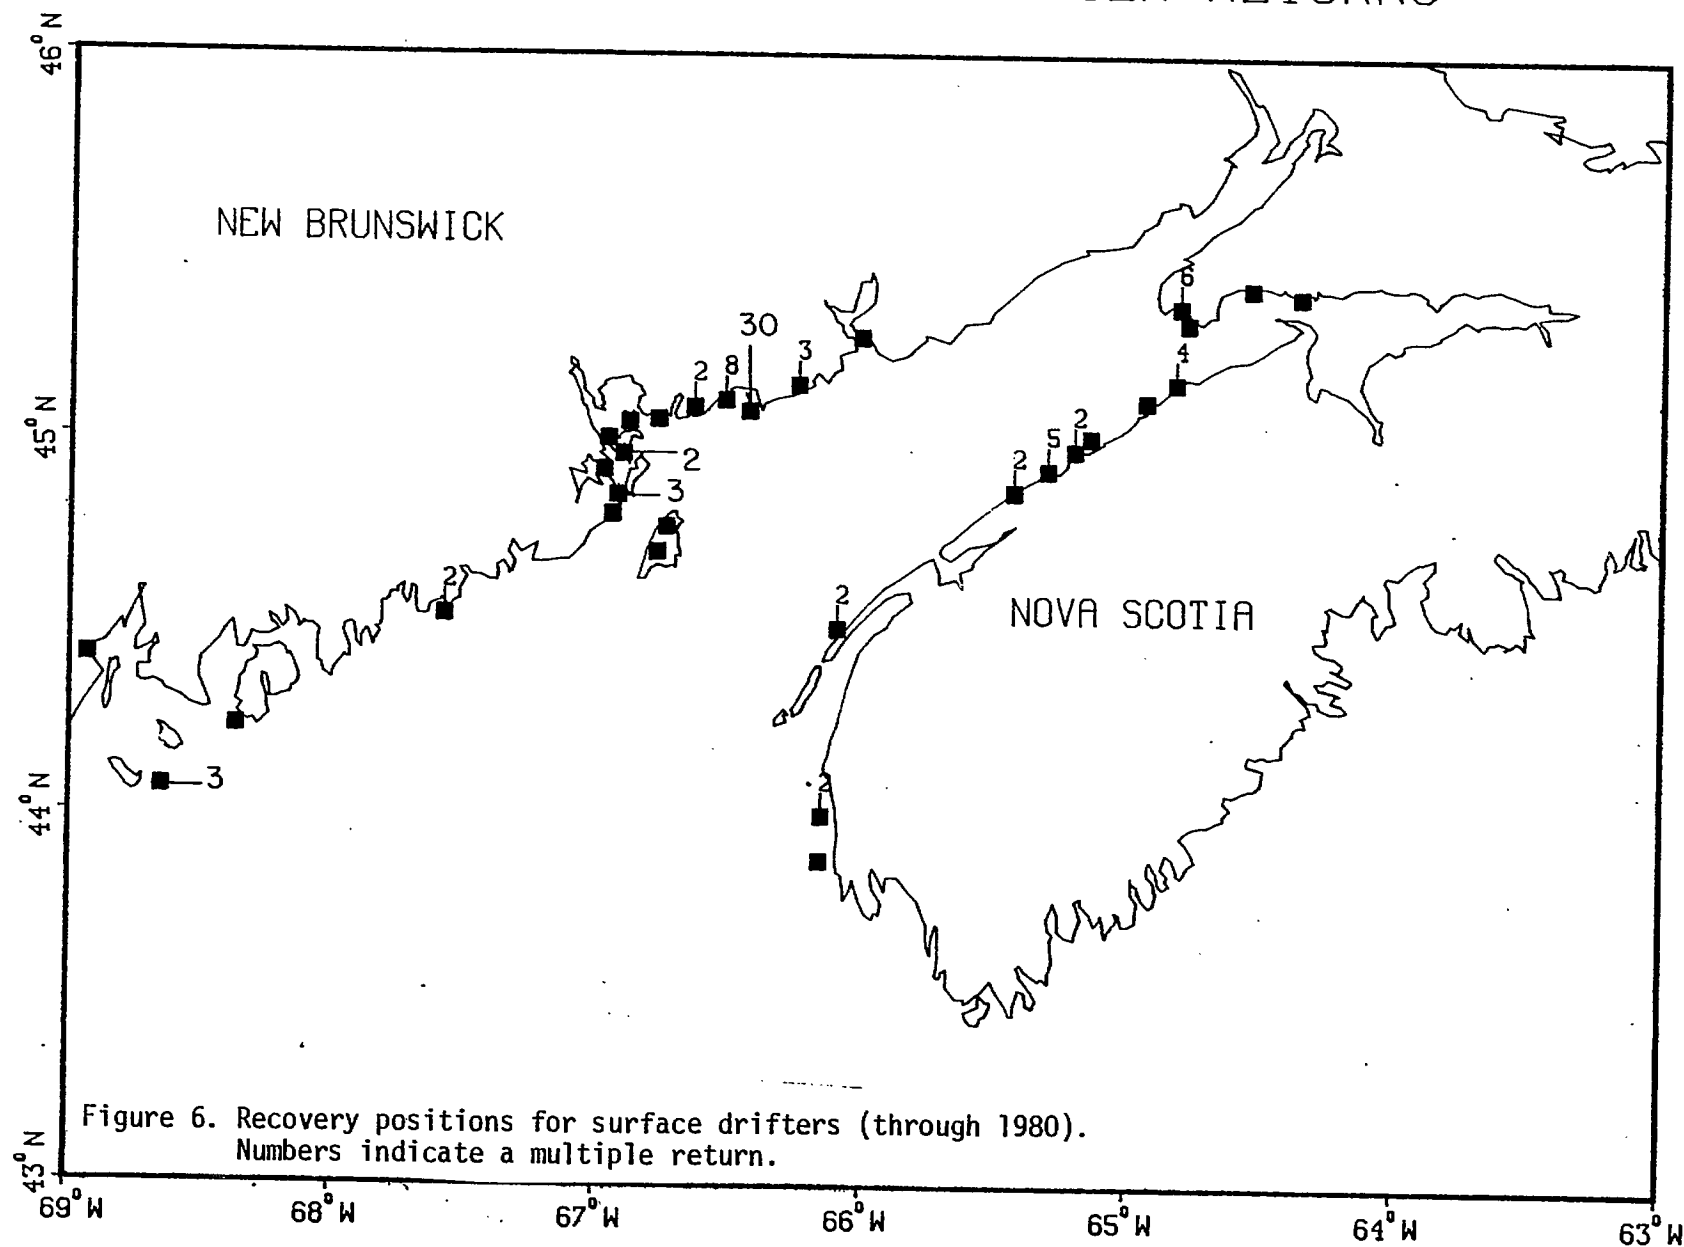 46°N
NEW BRUNSWICK
6
30
3
4
8
2
45°N
2
5
2
2
3
2
2
NOVA SCOTIA
3
2
44°N
Figure 6. Recovery positions for surface drifters (through 1980).
Numbers indicate a multiple return.
43°N
69°W 68°W 67°W 66°W 65°W 64°W 63°W